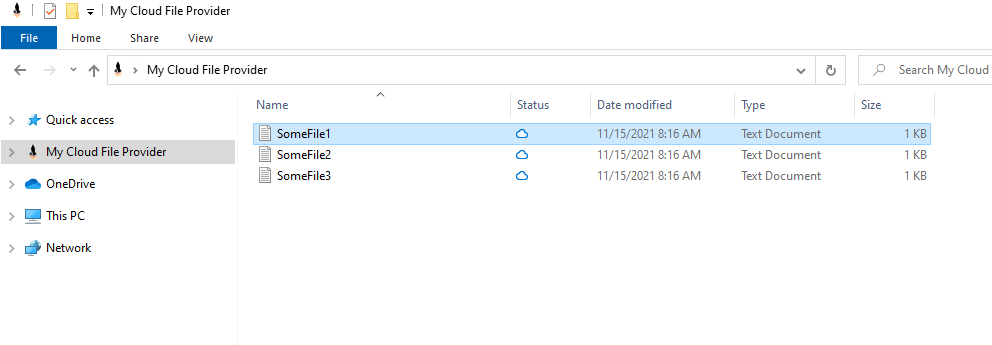 My Cloud File Provider
File Home Share View
My Cloud File Provider
Search My Cloud
Name Status Date modified Type Size
Quick access
My Cloud File Provider
OneDrive
This PC
Network
SomeFile1 11/15/2021 8:16 AM Text Document 1 KB
SomeFile2 11/15/2021 8:16 AM Text Document 1 KB
SomeFile3 11/15/2021 8:16 AM Text Document 1 KB